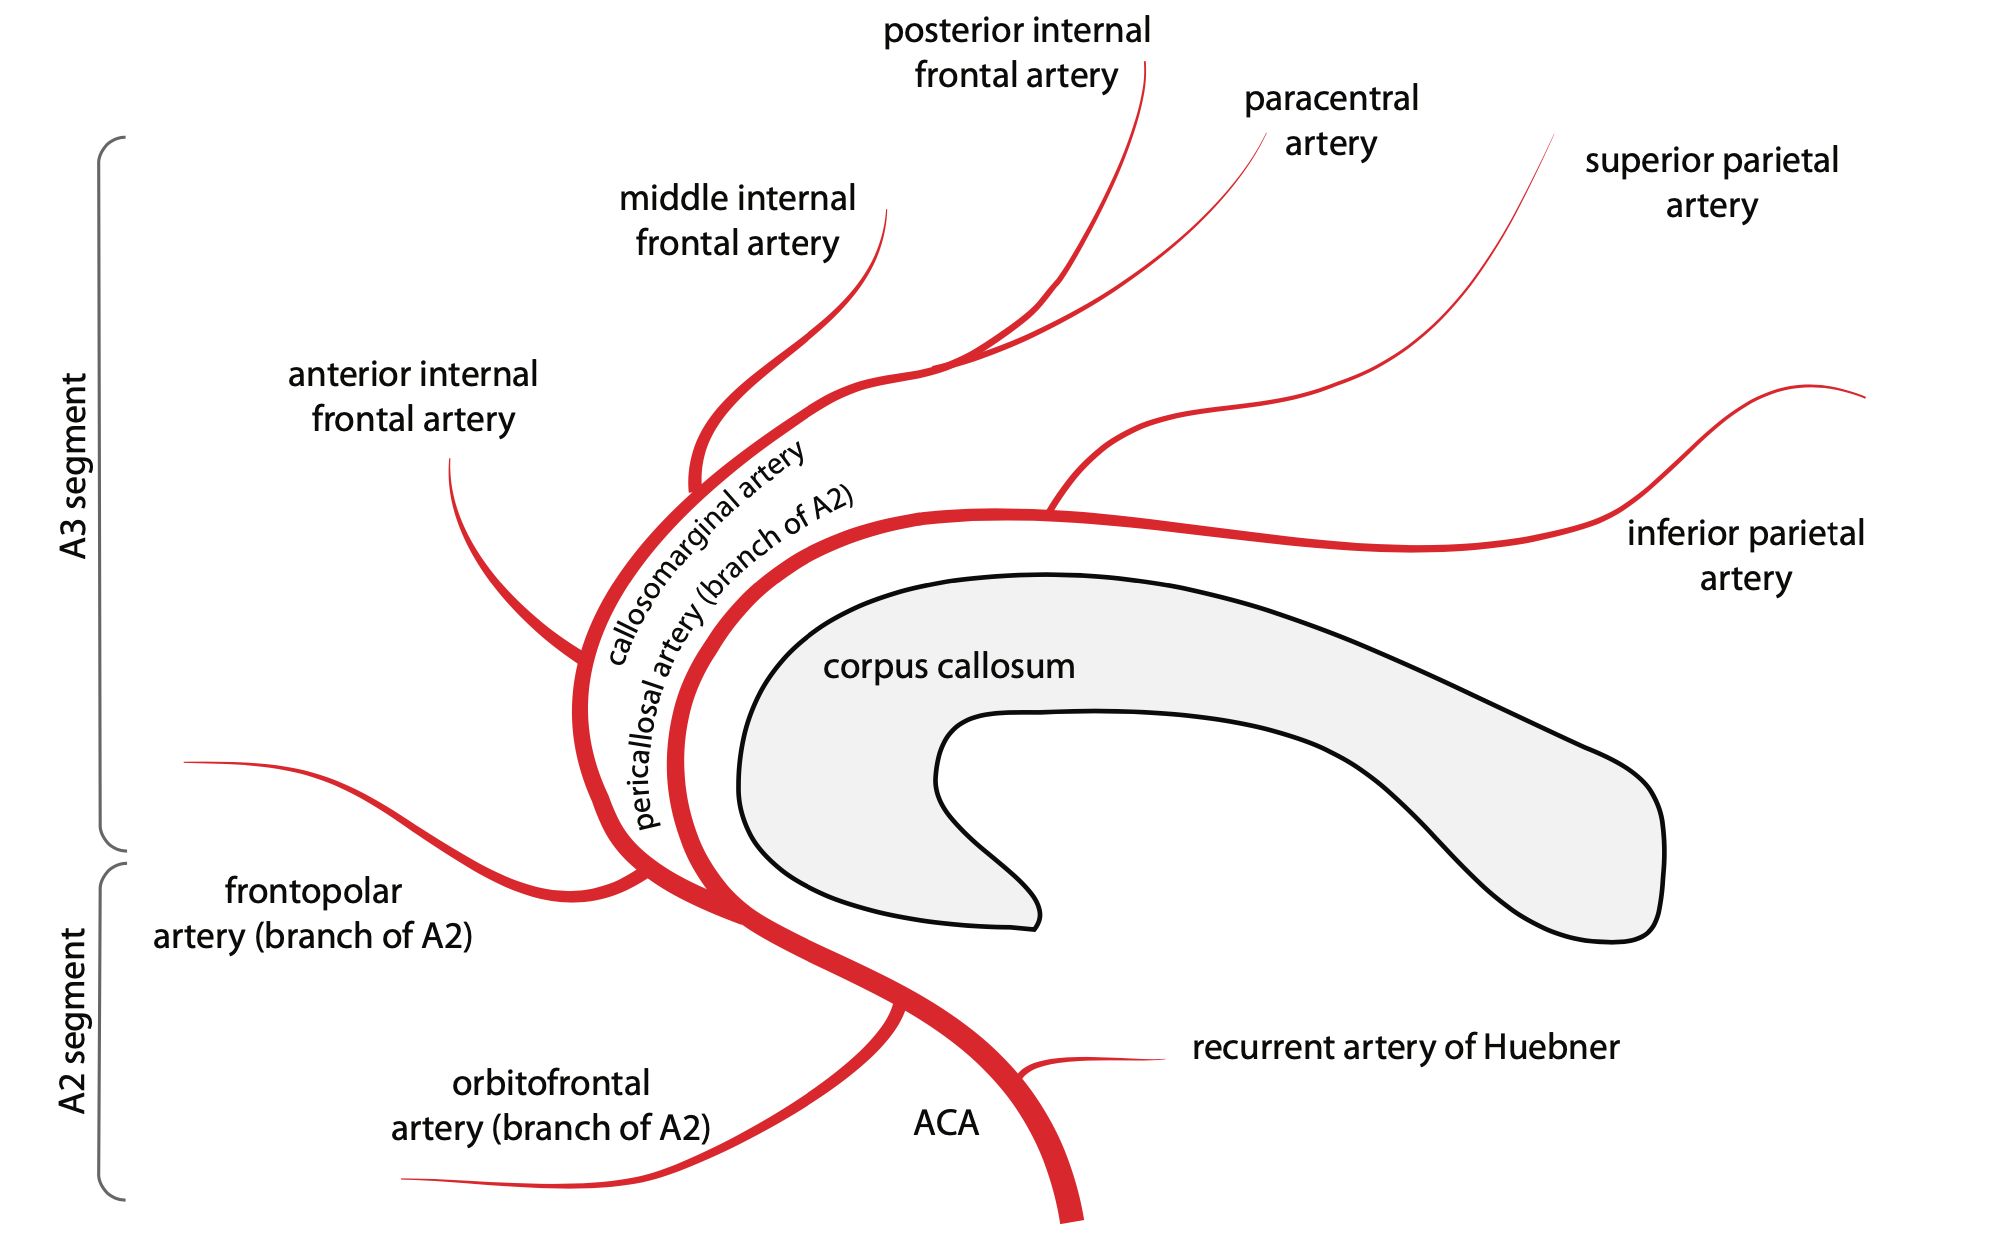 posterior internal
frontal artery
paracentral
artery
superior parietal
artery
middle internal
frontal artery
anterior internal
frontal artery
A3 segment
callosomarginal artery
pericallosal artery (branch of A2)
inferior parietal
artery
corpus callosum
frontopolar
artery (branch of A2)
A2 segment
orbitofrontal
artery (branch of A2)
recurrent artery of Huebner
ACA